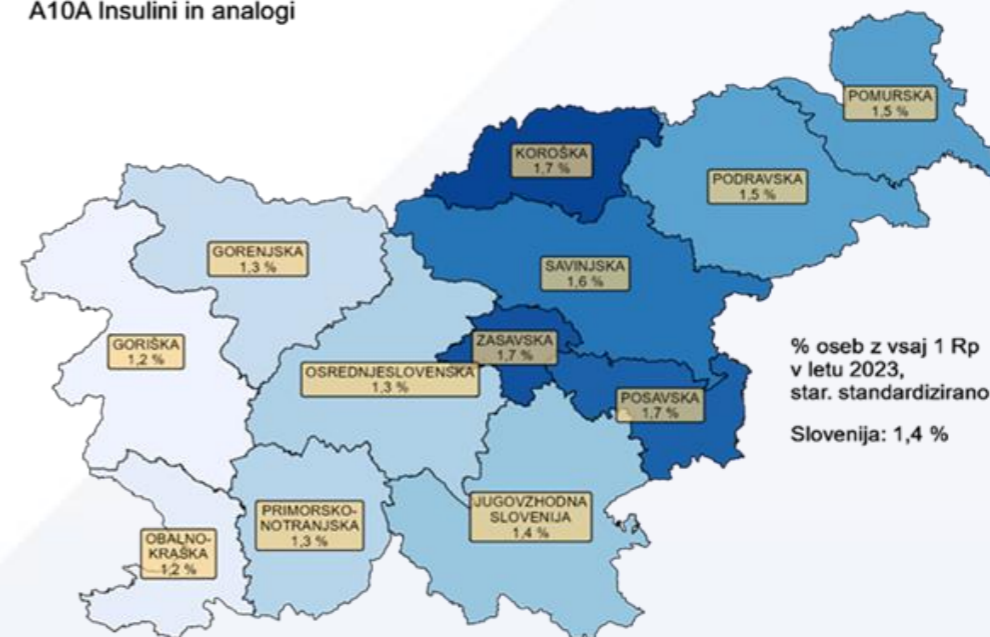 A10A Insulini in analogi
POMURSKA
1,5 %
KOROŠKA
1,7 %
PODRAVSKA
1,5 %
GORENJSKA
1,3 %
SAVINJSKA
1,6 %
GORIŠKA
1,2 %
ZASAVSKA
1,7 %
OSREDNJESLOVENSKA
1,3 %
POSAVSKA
1,7 %
% oseb z vsaj 1 Rp
v letu 2023,
star. standardizirano
Slovenija: 1,4 %
PRIMORSKO-
NOTRANJSKA
1,3 %
JUGOVZHODNA
SLOVENIJA
1,4 %
OBALNO-
KRAŠKA
1,2 %